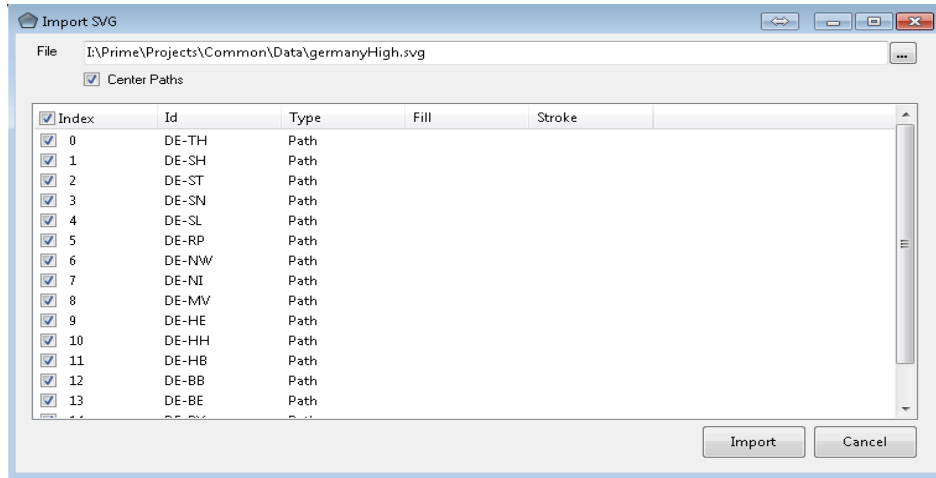 Import SVG
File I:\Prime\Projects\Common\Data\germanyHigh.svg ...
Center Paths
Index Id Type Fill Stroke
0 DE-TH Path
1 DE-SH Path
2 DE-ST Path
3 DE-SN Path
4 DE-SL Path
5 DE-RP Path
6 DE-NW Path
7 DE-NI Path
8 DE-MV Path
9 DE-HE Path
10 DE-HH Path
11 DE-HB Path
12 DE-BB Path
13 DE-BE Path
Import Cancel